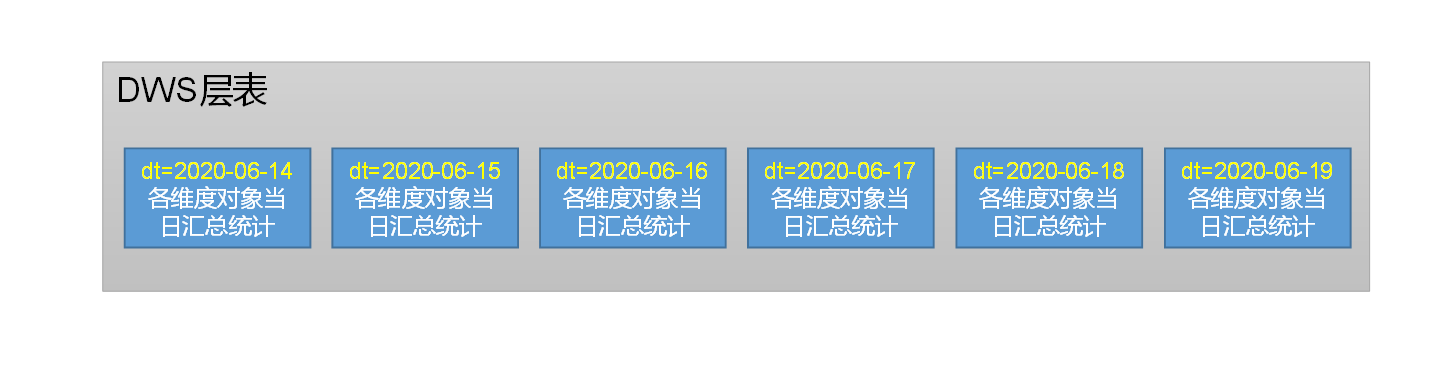 DWS层表
dt=2020-06-14
各维度对象当
日汇总统计
dt=2020-06-15
各维度对象当
日汇总统计
dt=2020-06-16
各维度对象当
日汇总统计
dt=2020-06-17
各维度对象当
日汇总统计
dt=2020-06-18
各维度对象当
日汇总统计
dt=2020-06-19
各维度对象当
日汇总统计